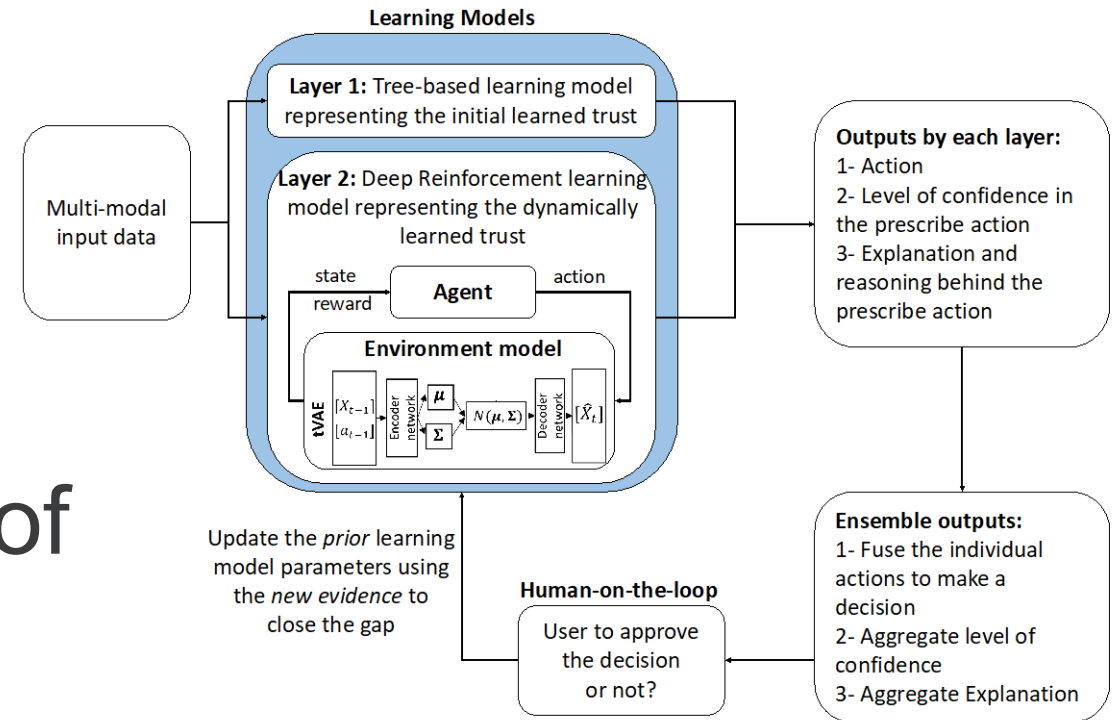 Learning Models
Layer 1: Tree-based learning model
representing the initial learned trust
Multi-modal
input data
Layer 2: Deep Reinforcement learning
model representing the dynamically
learned trust
state
reward
Agent
action
Environment model
tVAE
[X_{t−1}]
[a_{t−1}]
Encoder
network
μ
Σ
N(μ, Σ)
Decoder
network
[X̂_t]
Outputs by each layer:
1- Action
2- Level of confidence in
the prescribe action
3- Explanation and
reasoning behind the
prescribe action
of
Update the prior learning
model parameters using
the new evidence to
close the gap
Human-on-the-loop
User to approve
the decision
or not?
Ensemble outputs:
1- Fuse the individual
actions to make a
decision
2- Aggregate level of
confidence
3- Aggregate Explanation